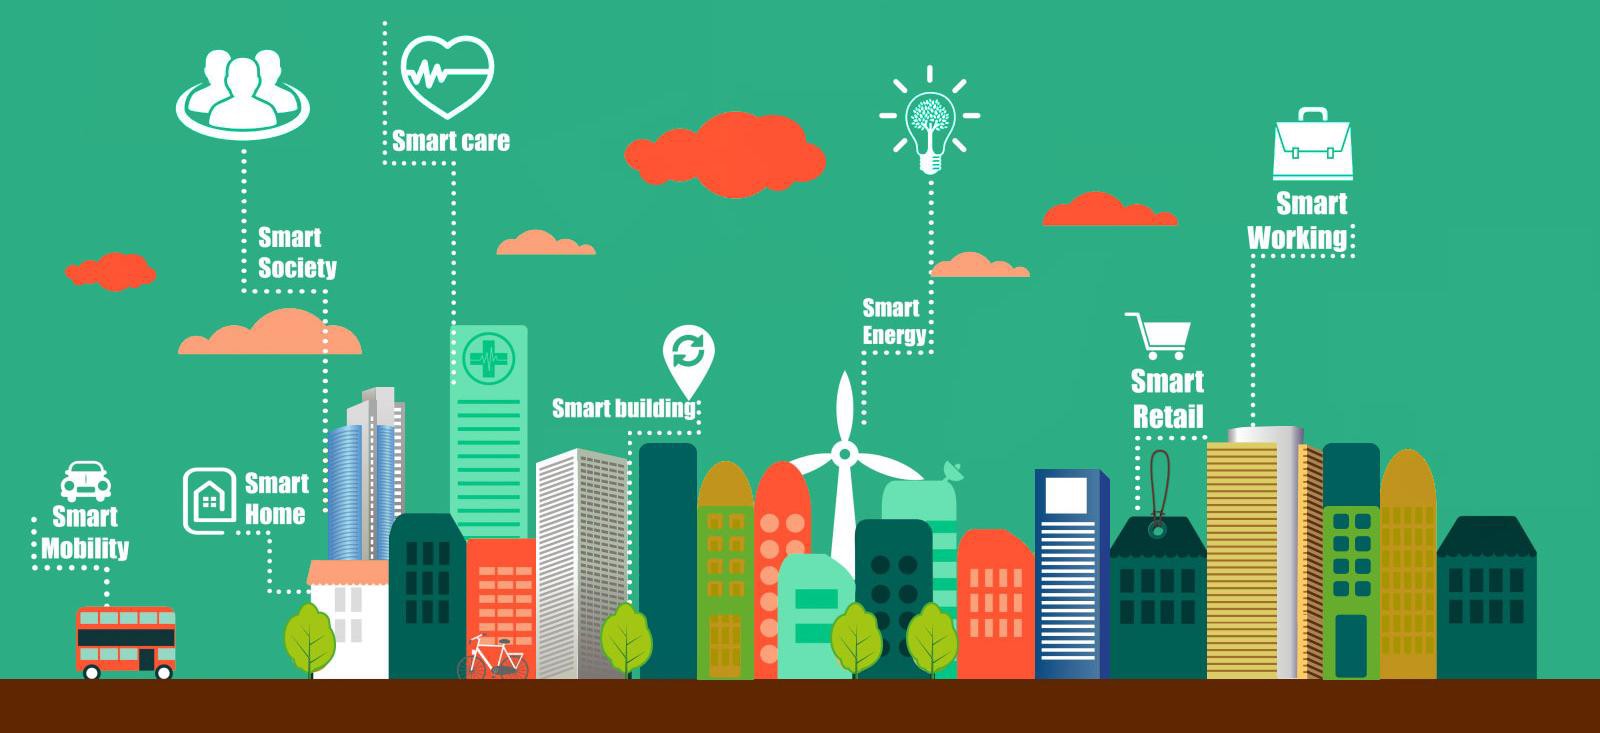 Smart care
Smart
Society
Smart
Working
Smart
Energy
Smart
Retail
Smart building
Smart
Home
Smart
Mobility